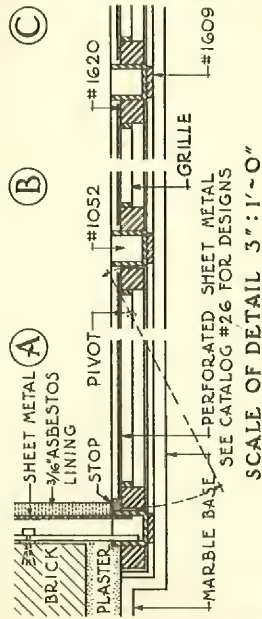 A
B
C
SHEET METAL
3/16" ASBESTOS
LINING
BRICK
PLASTER
STOP
PIVOT
#1052
#1620
#1609
GRILLE
MARBLE BASE
PERFORATED SHEET METAL
SEE CATALOG #26 FOR DESIGNS
SCALE OF DETAIL 3":1'~0"